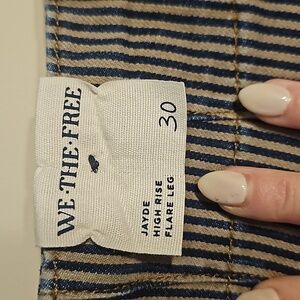 WE·THE·FREE
30
JAYDE
HIGH RISE
FLARE LEG